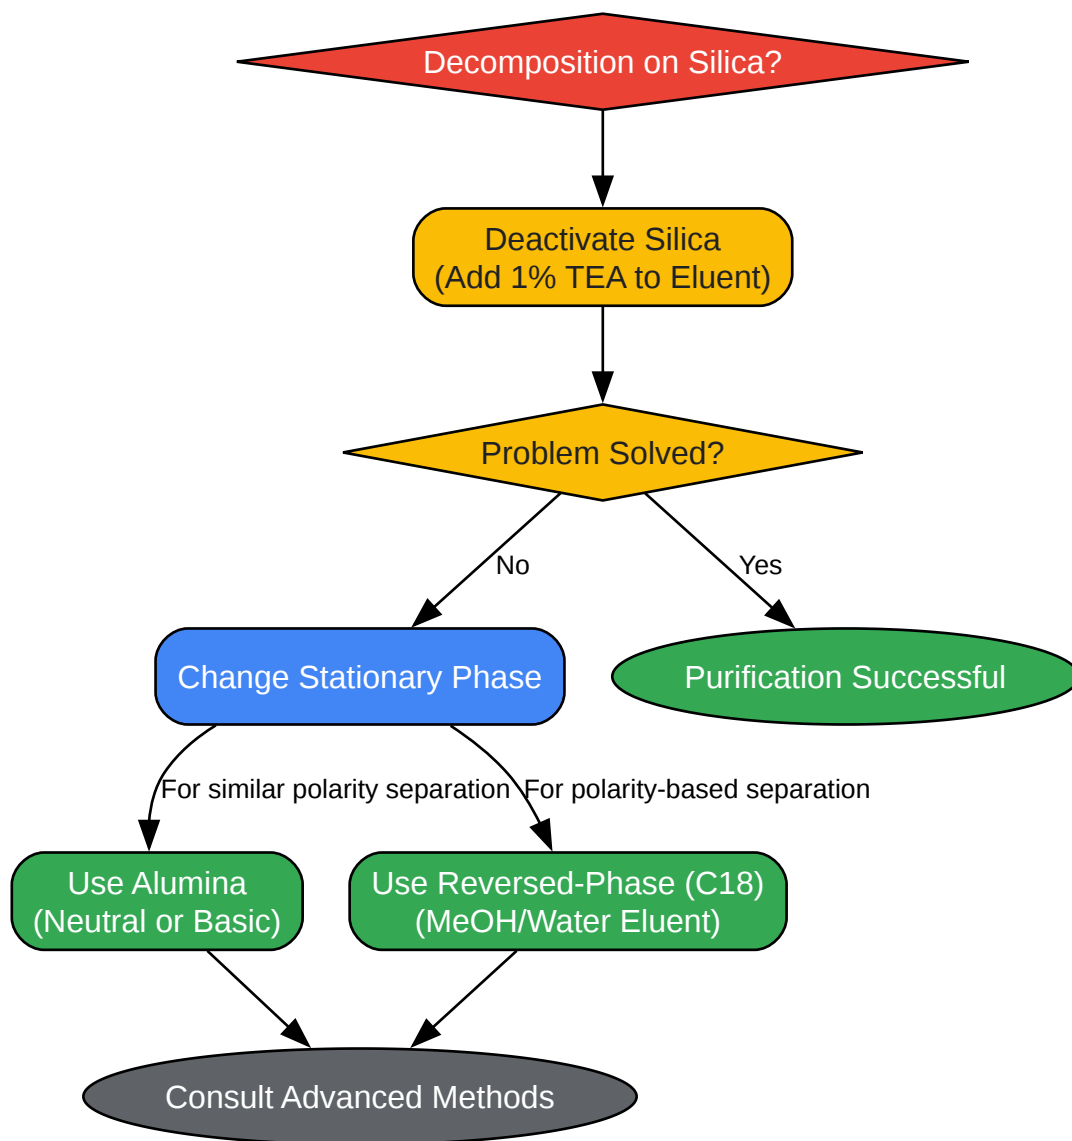 Decomposition on Silica?
Deactivate Silica
(Add 1% TEA to Eluent)
Problem Solved?
No
Yes
Change Stationary Phase
Purification Successful
For similar polarity separation
For polarity-based separation
Use Alumina
(Neutral or Basic)
Use Reversed-Phase (C18)
(MeOH/Water Eluent)
Consult Advanced Methods